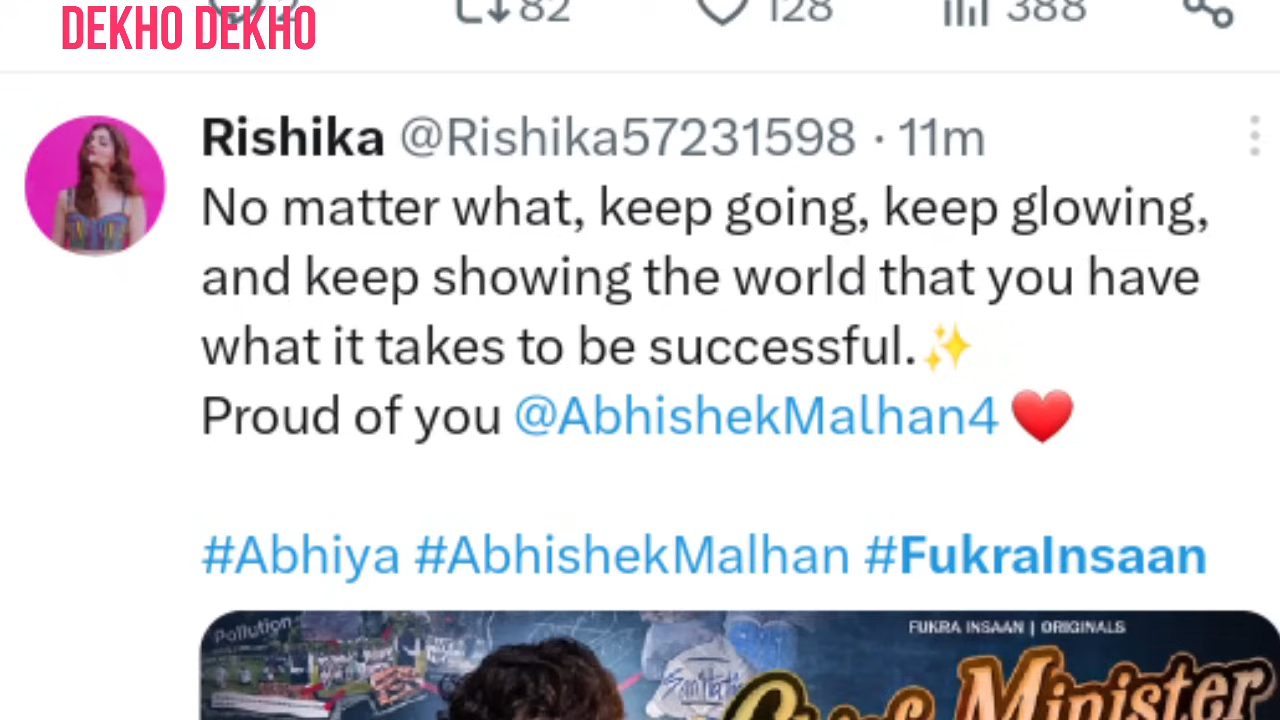 DEKHO DEKHO
82 128 388
Rishika @Rishika57231598 · 11m
No matter what, keep going, keep glowing,
and keep showing the world that you have
what it takes to be successful.✨
Proud of you @AbhishekMalhan4 ❤️
#Abhiya #AbhishekMalhan #FukraInsaan
Pollution
FUKRA INSAAN | ORIGINALS
Minister